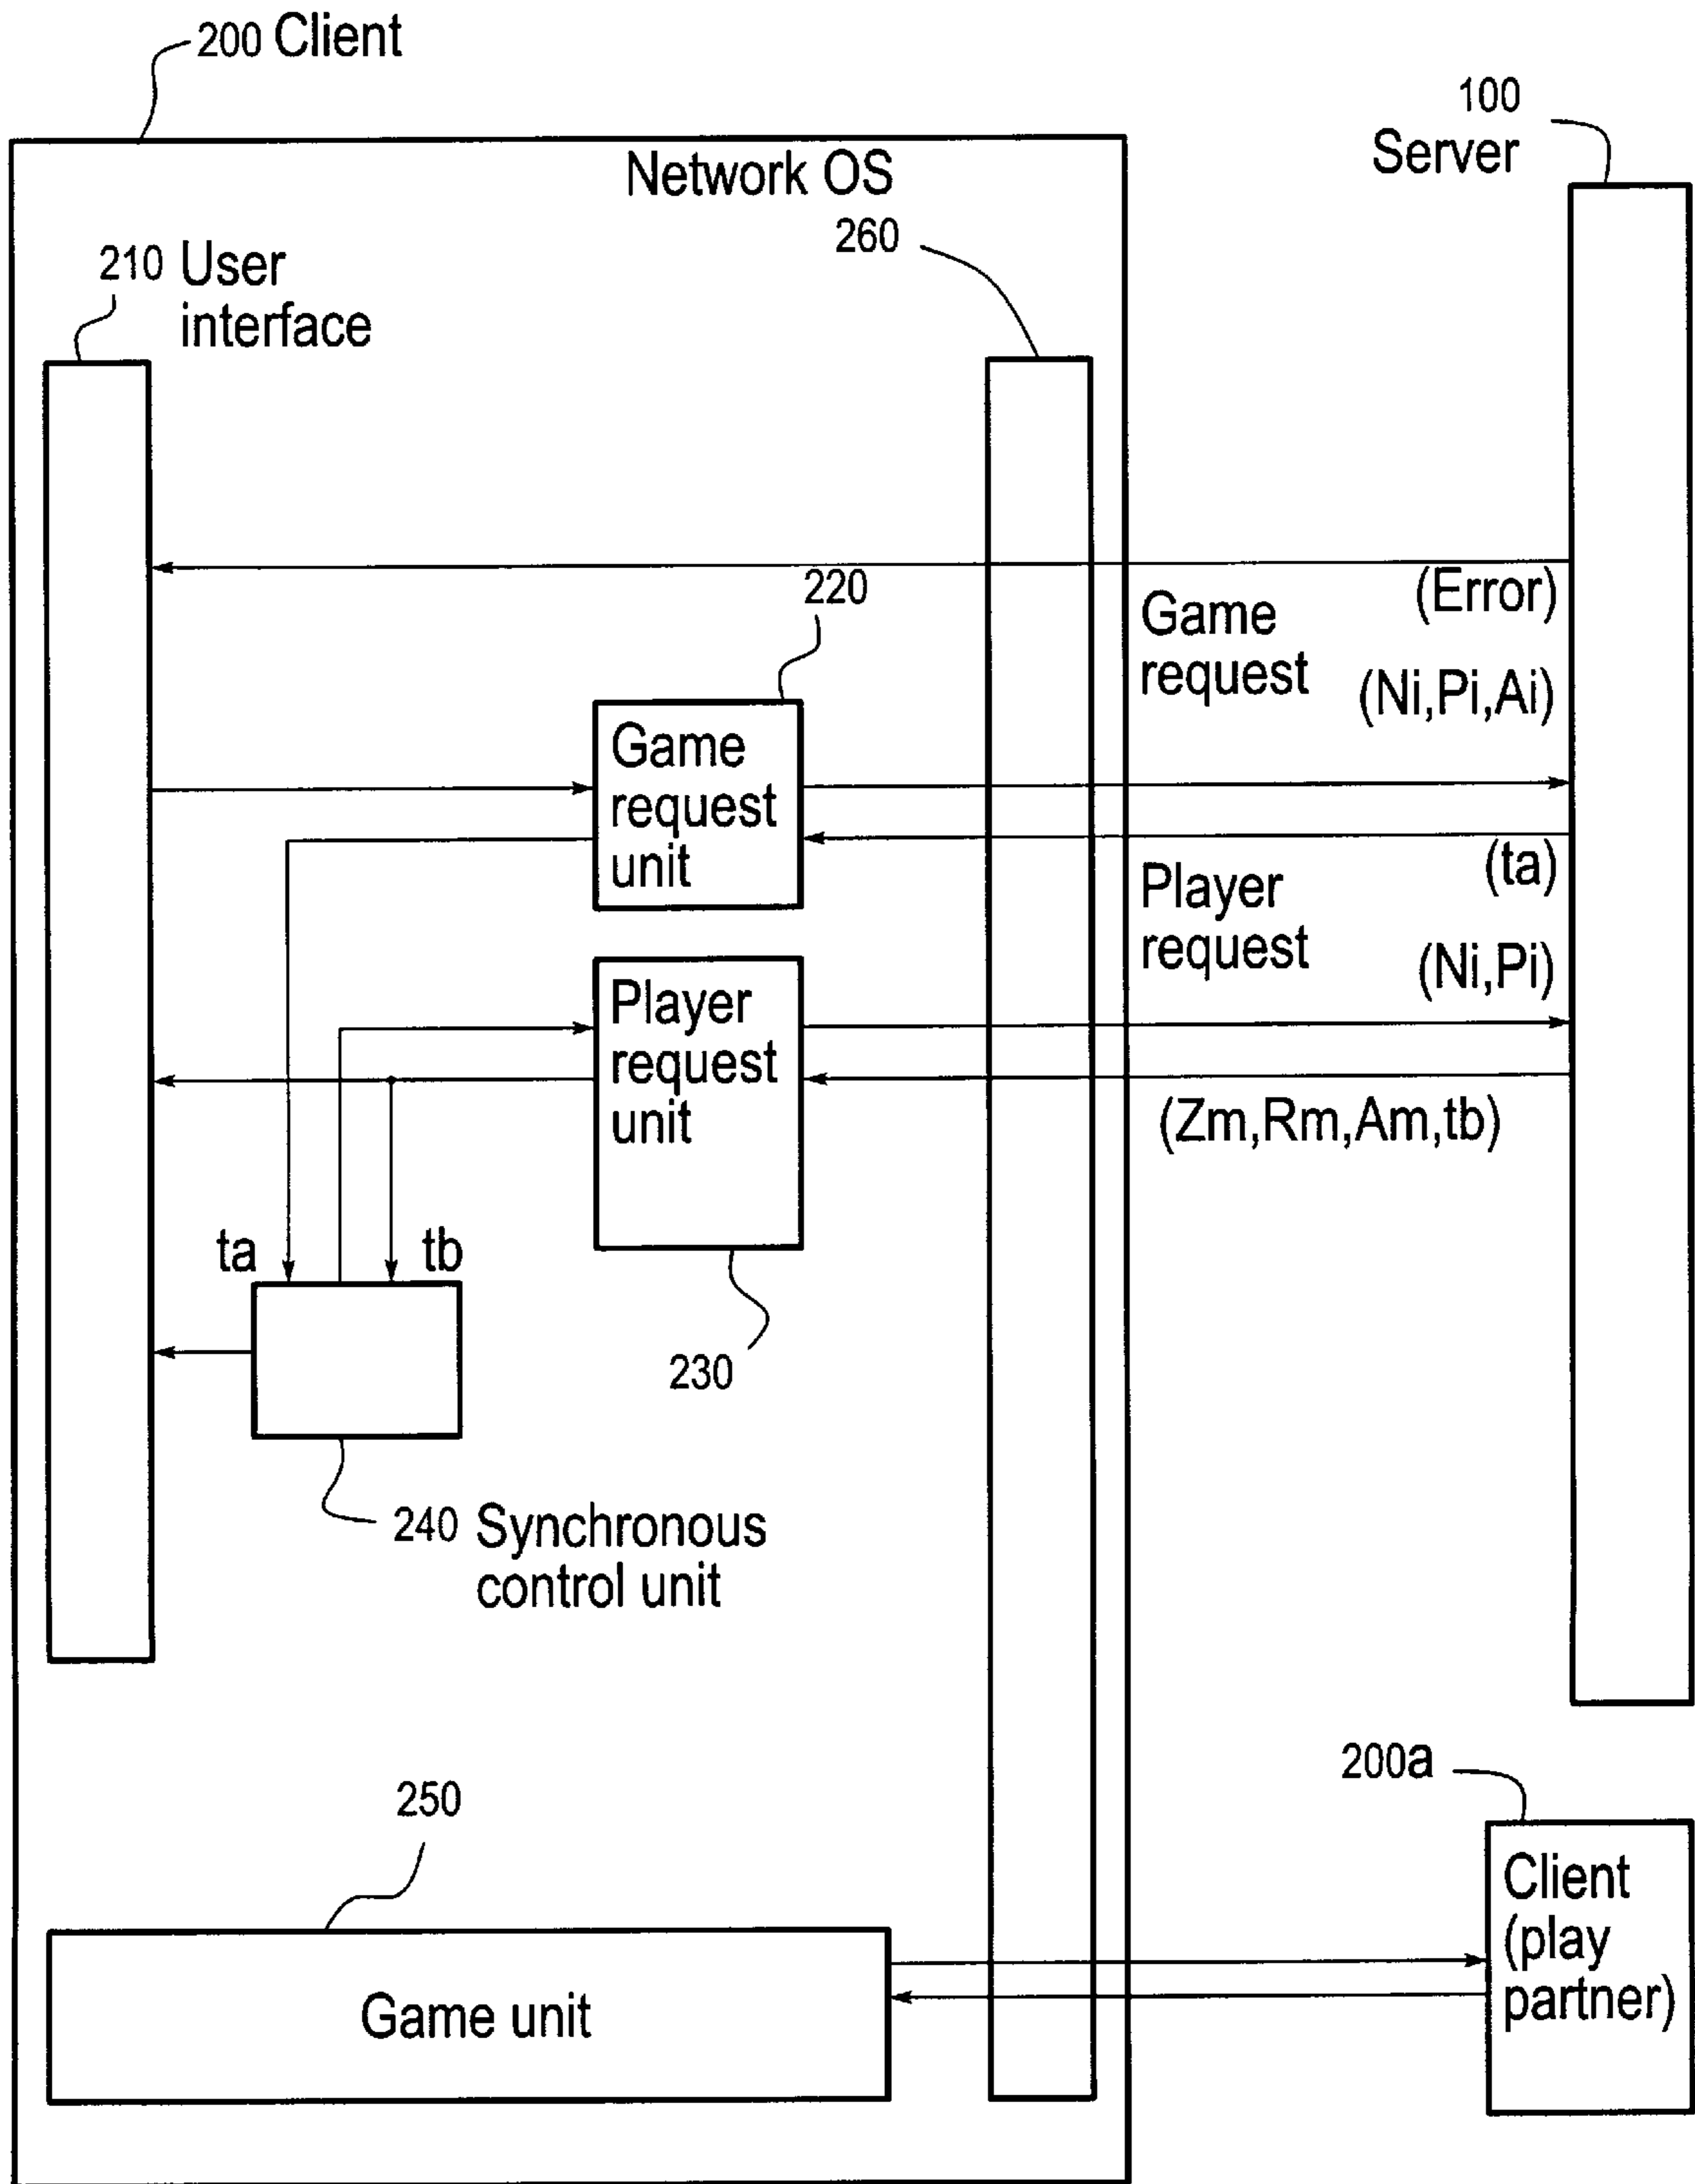 200 Client
100
Server
Network OS
260
210 User
interface
(Error)
220
Game
request
(Ni,Pi,Ai)
Game
request
unit
(ta)
Player
request
(Ni,Pi)
Player
request
unit
(Zm,Rm,Am,tb)
ta
tb
230
240 Synchronous
control unit
200a
250
Client
(play
partner)
Game unit